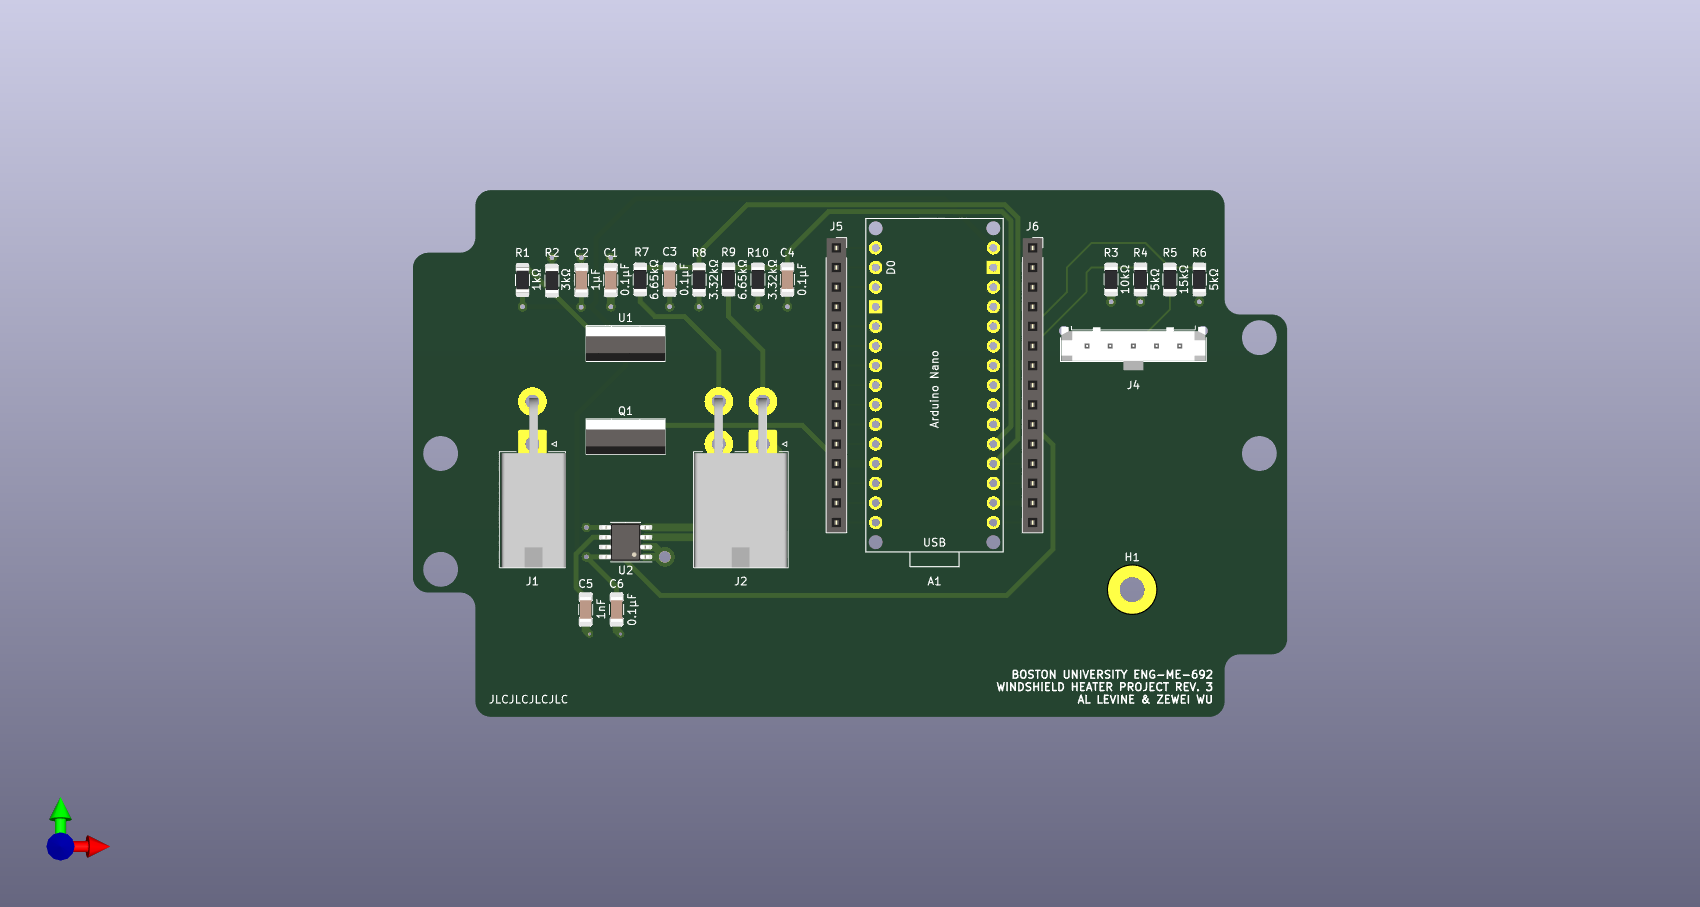 J5
J6
R1
R2
C2
C1
R7
C3
R8
R9
R10
C4
R3
R4
R5
R6
1kΩ
3kΩ
1µF
0.1µF
6.65kΩ
0.1µF
3.32kΩ
6.65kΩ
3.32kΩ
0.1µF
D0
10kΩ
5kΩ
15kΩ
5kΩ
U1
Arduino Nano
J4
Q1
USB
U2
J1
J2
A1
H1
C5
C6
1nF
0.1µF
BOSTON UNIVERSITY ENG-ME-692
WINDSHIELD HEATER PROJECT REV. 3
AL LEVINE & ZEWEI WU
JLCJLCJLCJLC